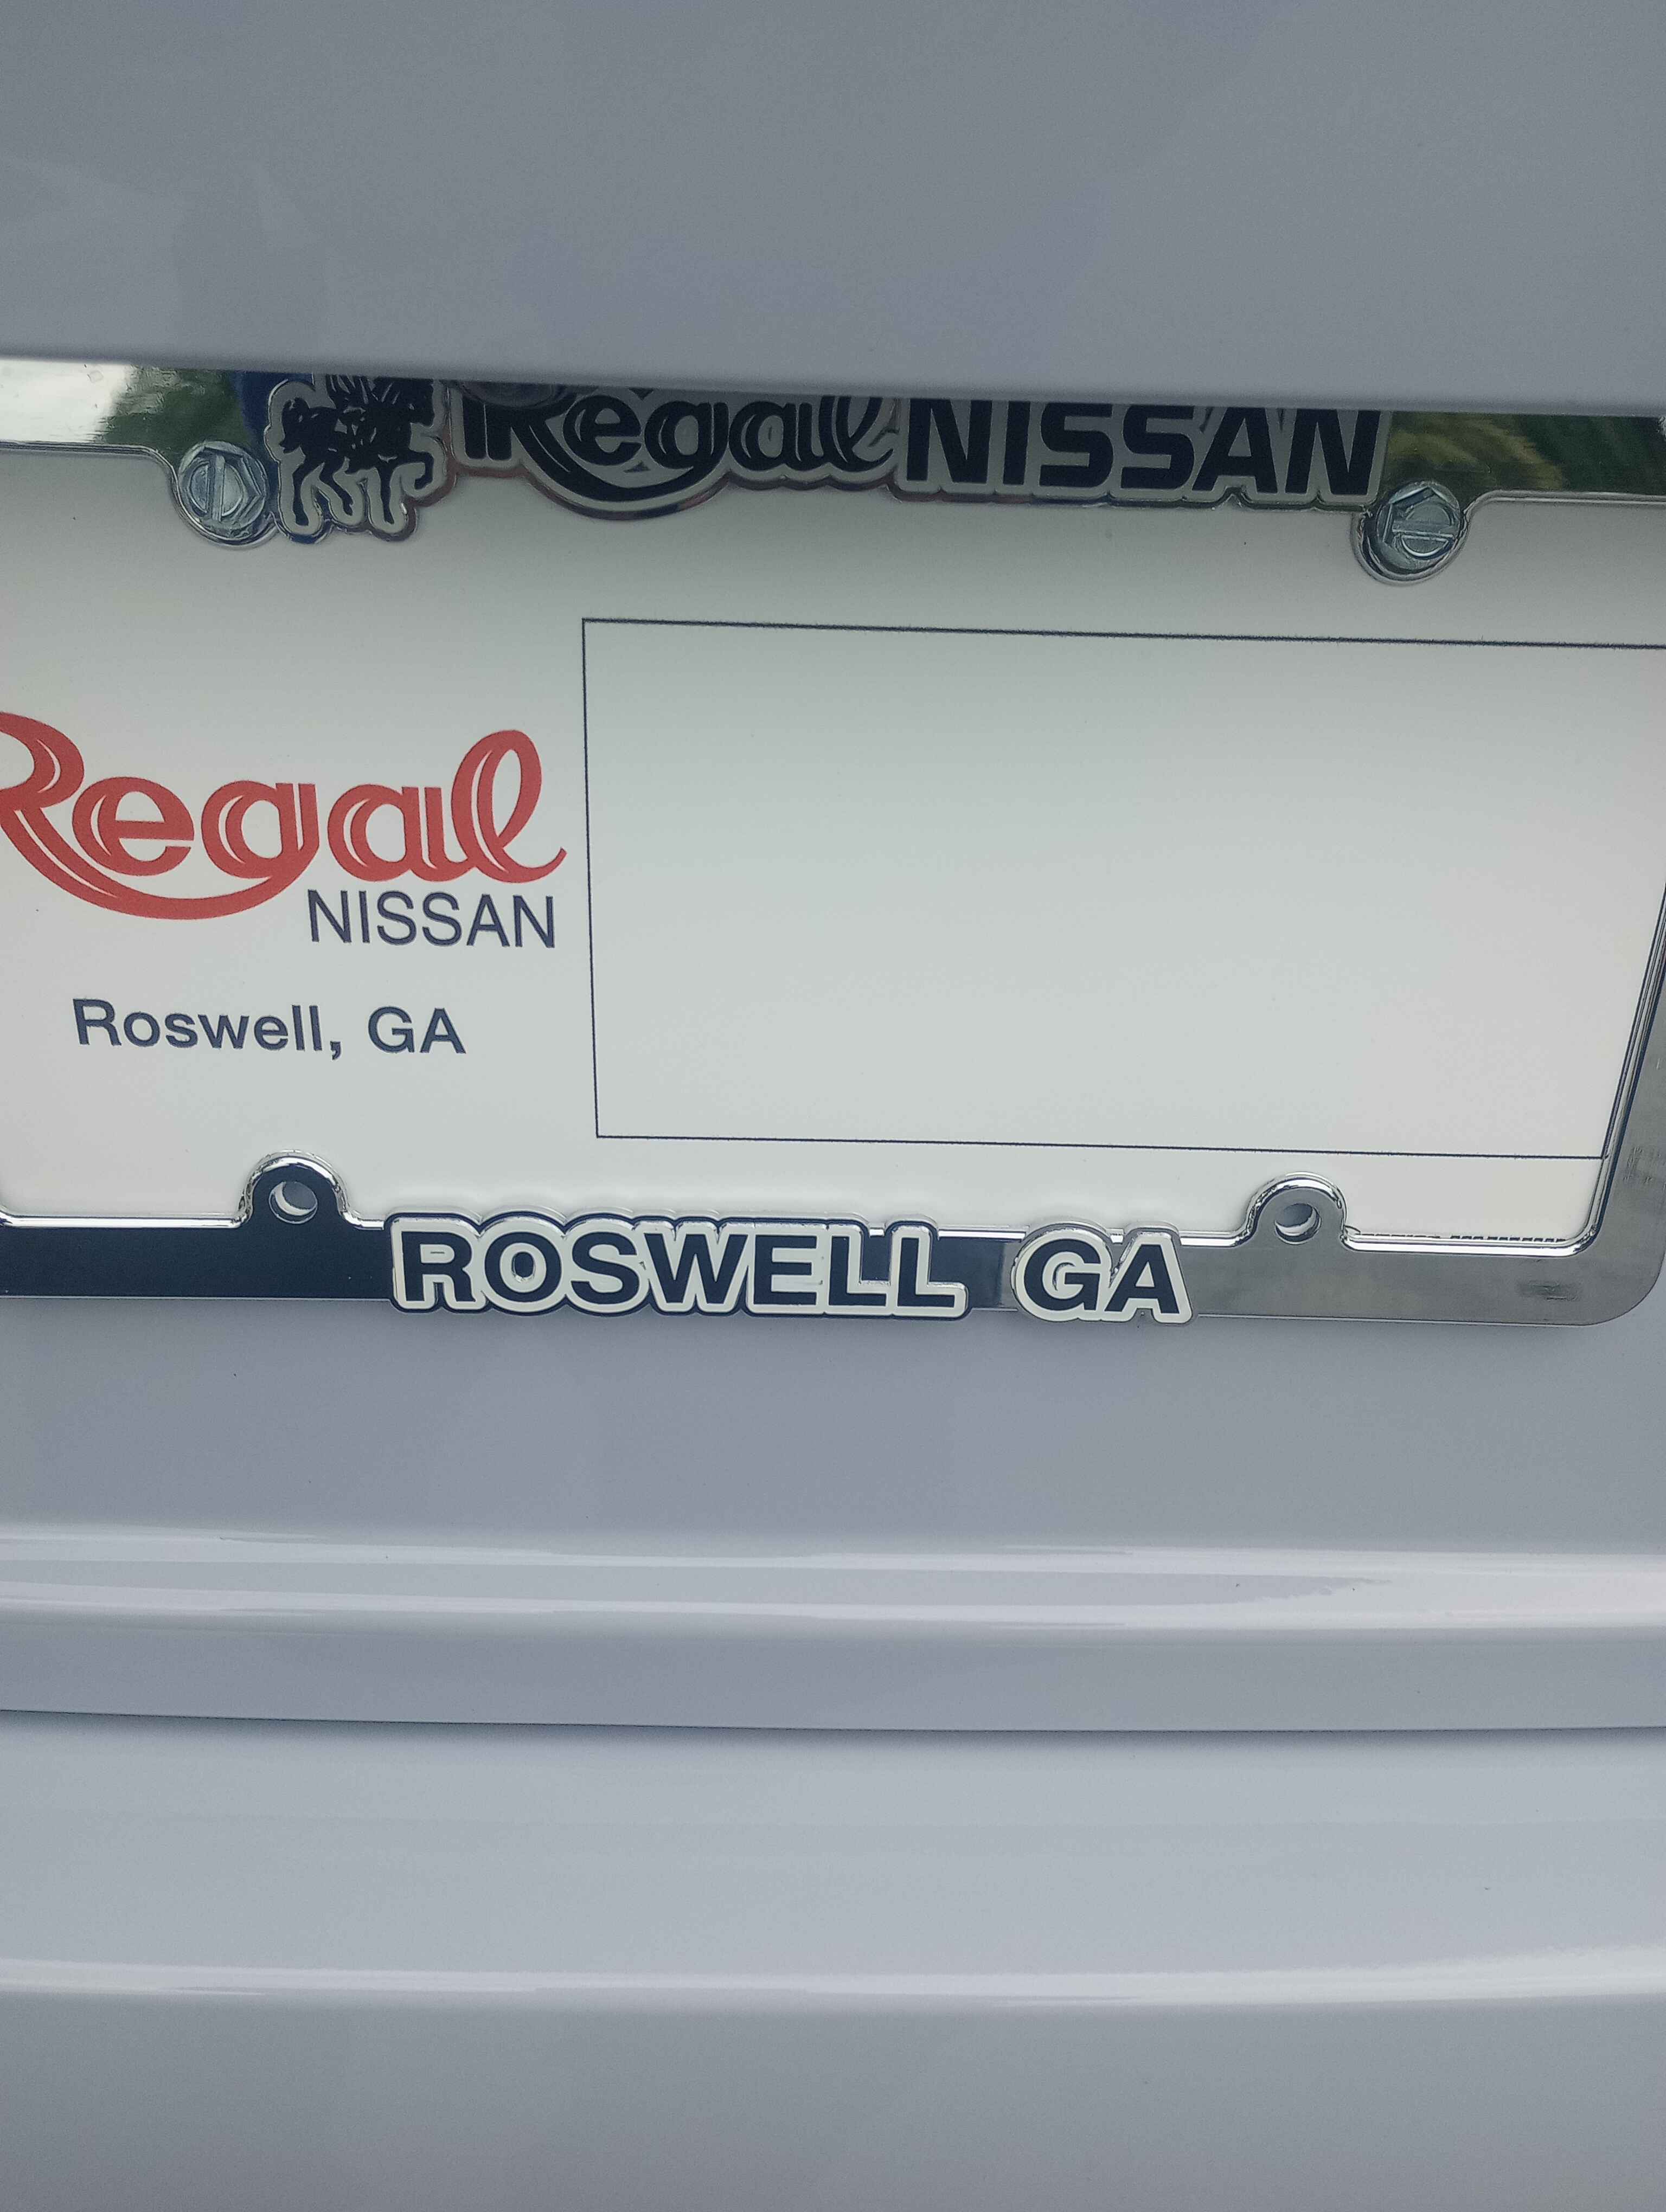 Regal NISSAN
Regal
NISSAN
Roswell, GA
ROSWELL GA